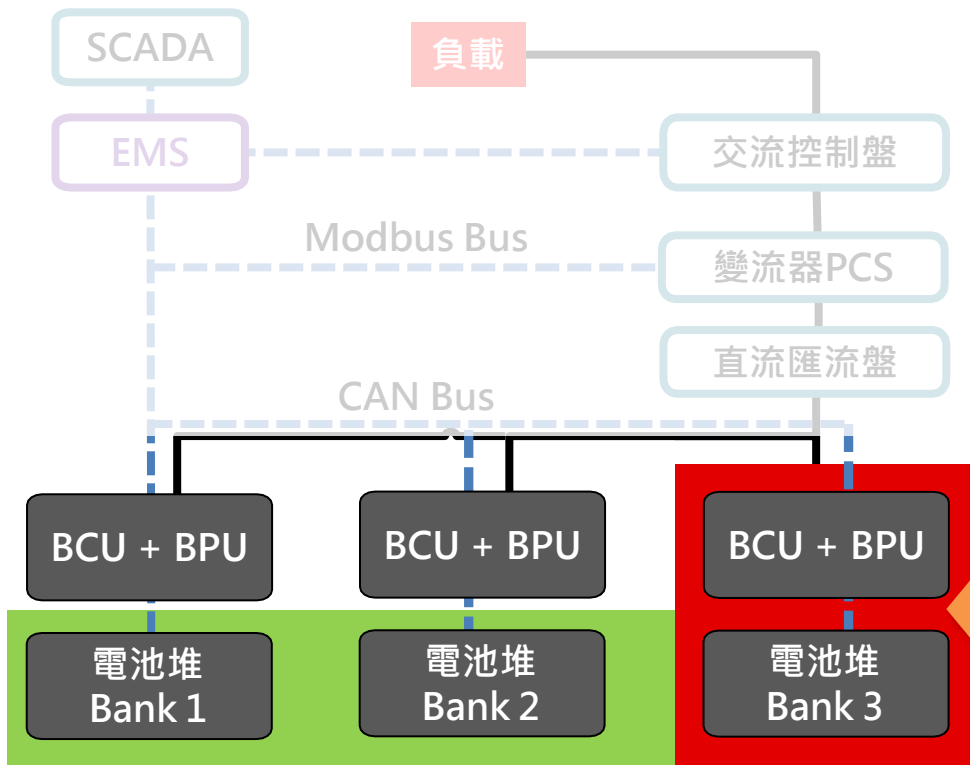 SCADA
負載
EMS
交流控制盤
Modbus Bus
變流器PCS
直流匯流盤
CAN Bus
BCU + BPU
BCU + BPU
BCU + BPU
電池堆
Bank 1
電池堆
Bank 2
電池堆
Bank 3